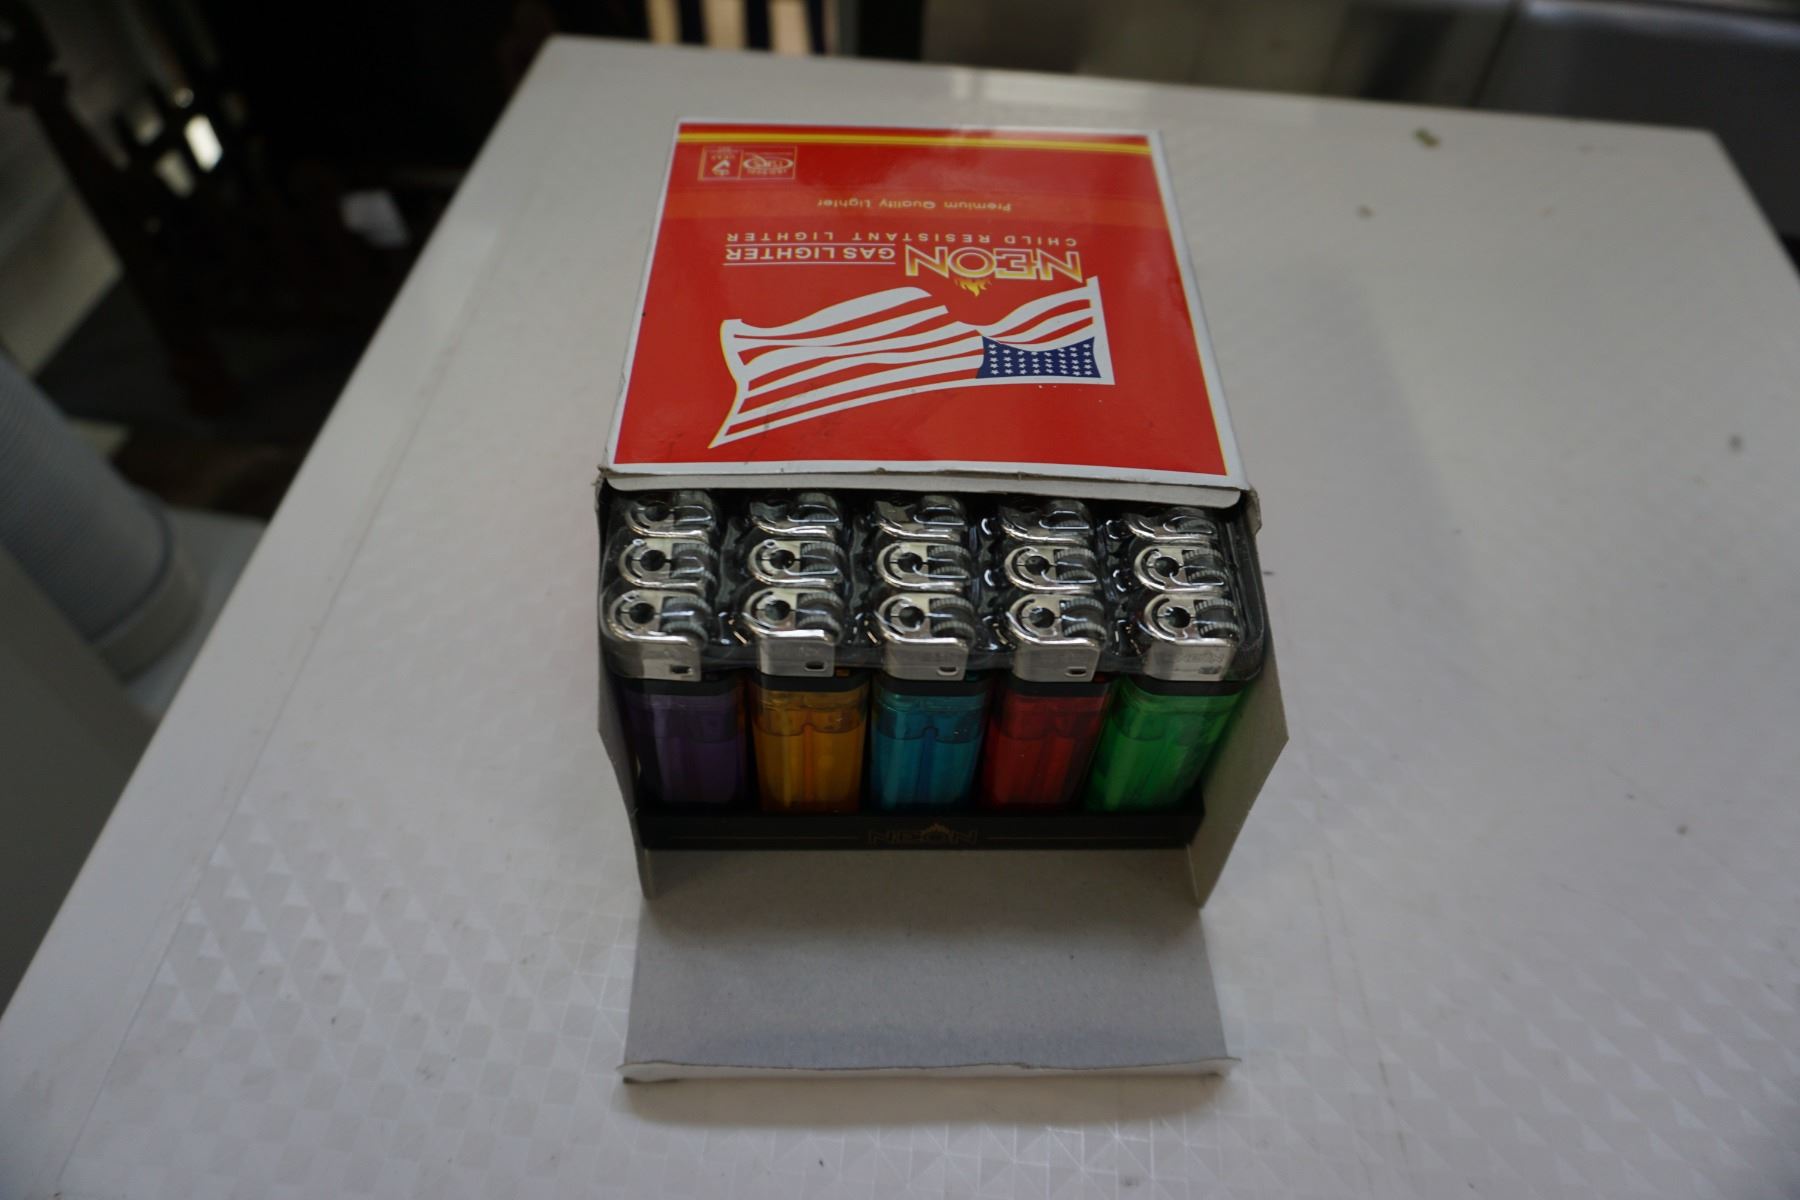 NEON GAS LIGHTER
CHILD RESISTANT LIGHTER
Premium Quality Lighter
NEON